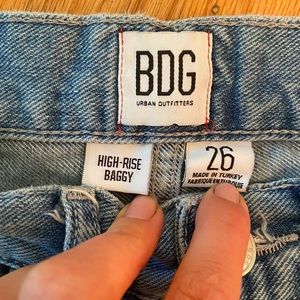 BDG
URBAN OUTFITTERS
HIGH-RISE
BAGGY
26
MADE IN TURKEY
FABRIQUÉ EN TURQUIE